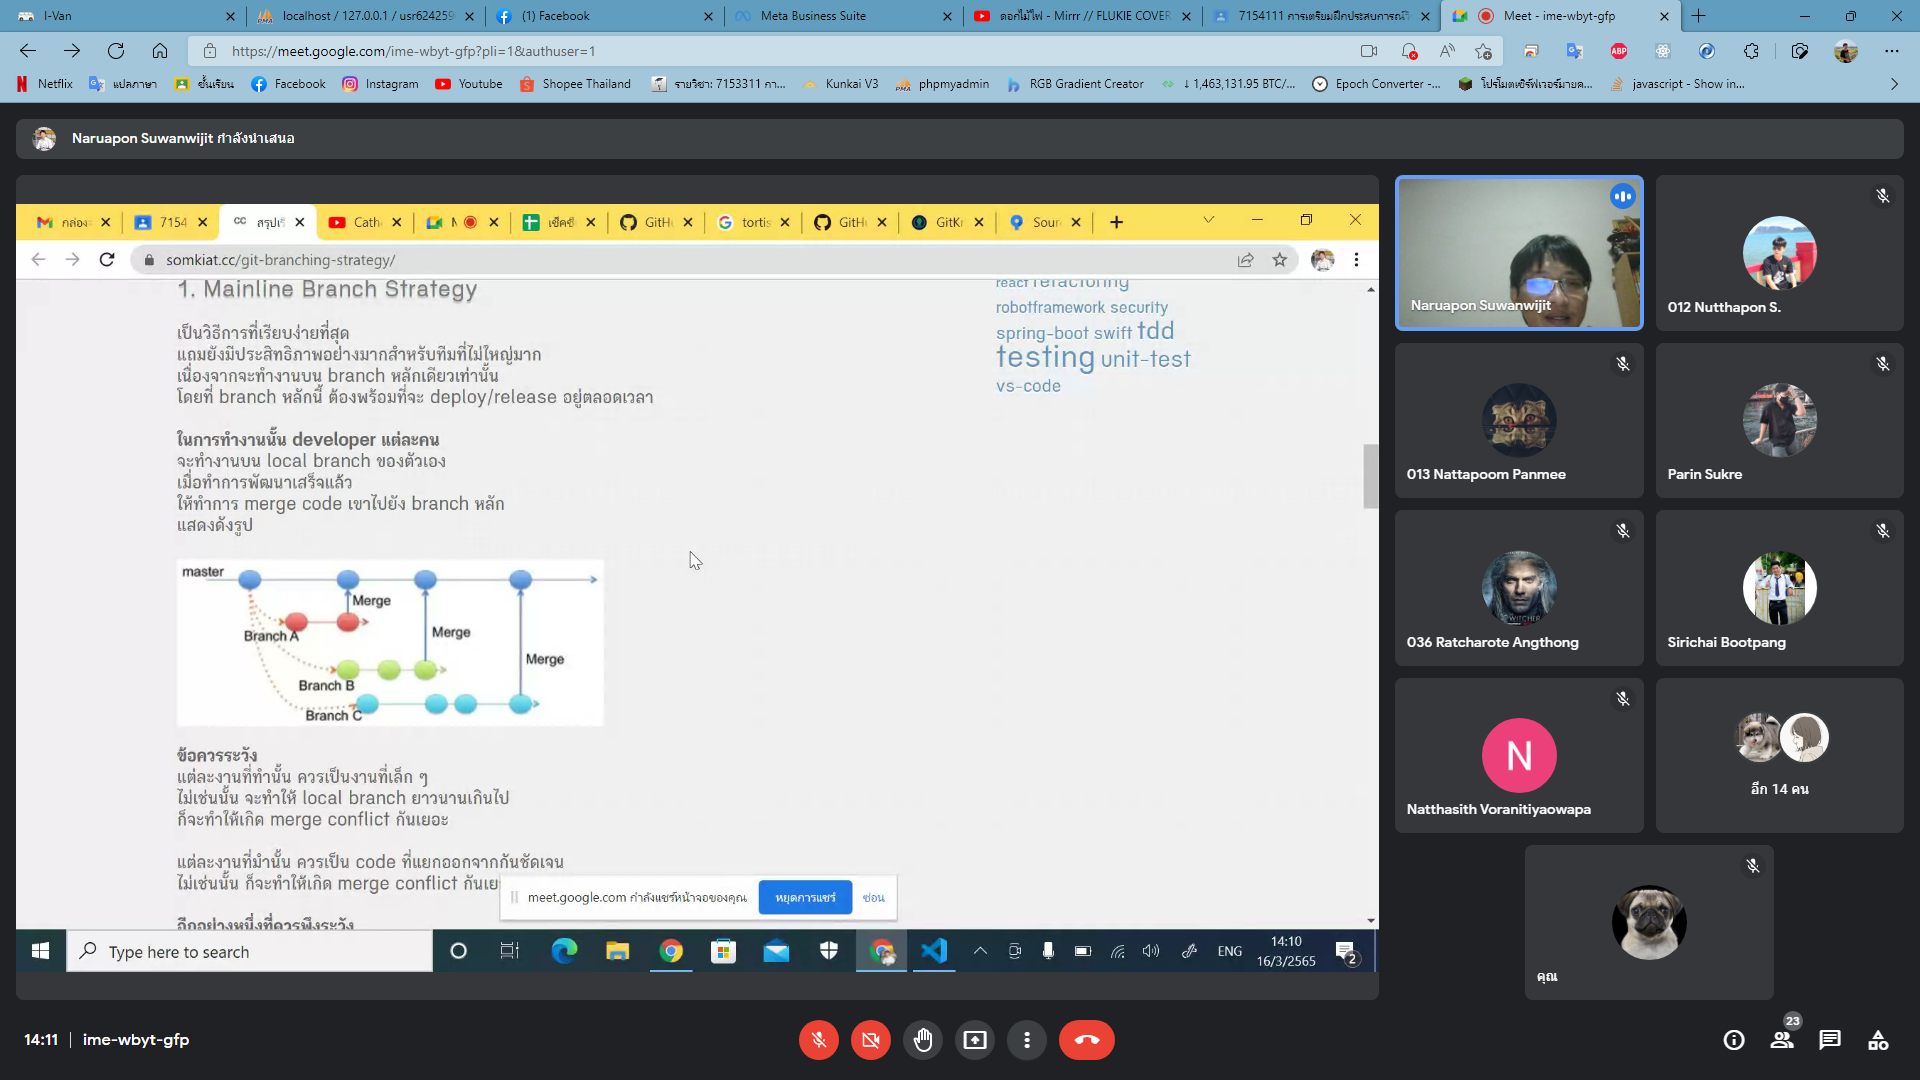 I-Van
localhost / 127.0.0.1 / usr624259
(1) Facebook
Meta Business Suite
ดอกไม้ไฟ - Mirrr // FLUKIE COVER
7154111 การเตรียมฝึกประสบการณ์วิ
Meet - ime-wbyt-gfp
https://meet.google.com/ime-wbyt-gfp?pli=1&authuser=1
Netflix
แปลภาษา
ชั้นเรียน
Facebook
Instagram
Youtube
Shopee Thailand
รายวิชา: 7153311 กา...
Kunkai V3
phpmyadmin
RGB Gradient Creator
↓ 1,463,131.95 BTC/...
Epoch Converter -...
โปรโมตเซิร์ฟเวอร์มายค...
javascript - Show in...
Naruapon Suwanwijit กำลังนำเสนอ
กล่อง
7154
สรุปเรื
Cath
เช็คชื่
GitH
tortis
GitH
GitKr
Sour
somkiat.cc/git-branching-strategy/
1. Mainline Branch Strategy
เป็นวิธีการที่เรียบง่ายที่สุด
แถมยังมีประสิทธิภาพอย่างมากสำหรับทีมที่ไม่ใหญ่มาก
เนื่องจากจะทำงานบน branch หลักเดียวเท่านั้น
โดยที่ branch หลักนี้ ต้องพร้อมที่จะ deploy/release อยู่ตลอดเวลา
ในการทำงานนั้น developer แต่ละคน
จะทำงานบน local branch ของตัวเอง
เมื่อทำการพัฒนาเสร็จแล้ว
ให้ทำการ merge code เขาไปยัง branch หลัก
แสดงดังรูป
master
Merge
Branch A
Merge
Merge
Branch B
Branch C
ข้อควรระวัง
แต่ละงานที่ทำนั้น ควรเป็นงานที่เล็ก ๆ
ไม่เช่นนั้น จะทำให้ local branch ยาวนานเกินไป
ก็จะทำให้เกิด merge conflict กันเยอะ
แต่ละงานที่มำนั้น ควรเป็น code ที่แยกออกจากกันชัดเจน
ไม่เช่นนั้น ก็จะทำให้เกิด merge conflict กันเย
อีกอย่างหนึ่งที่ควรพึงระวัง
react refactoring
robotframework security
spring-boot swift tdd
testing unit-test
vs-code
meet.google.com กำลังแชร์หน้าจอของคุณ
หยุดการแชร์
ซ่อน
Type here to search
ENG
14:10
16/3/2565
2
Naruapon Suwanwijit
012 Nutthapon S.
013 Nattapoom Panmee
Parin Sukre
WITCHER
036 Ratcharote Angthong
Sirichai Bootpang
N
Natthasith Voranitiyaowapa
อีก 14 คน
คุณ
14:11
ime-wbyt-gfp
23